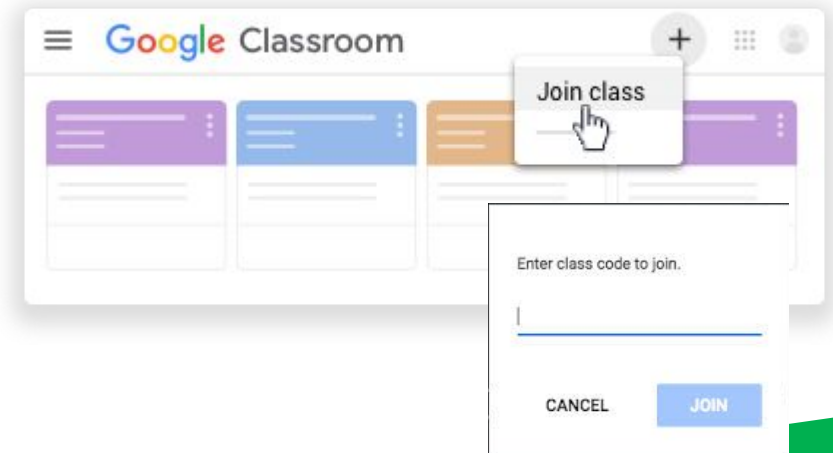 Google Classroom
Join class
Enter class code to join.
CANCEL JOIN